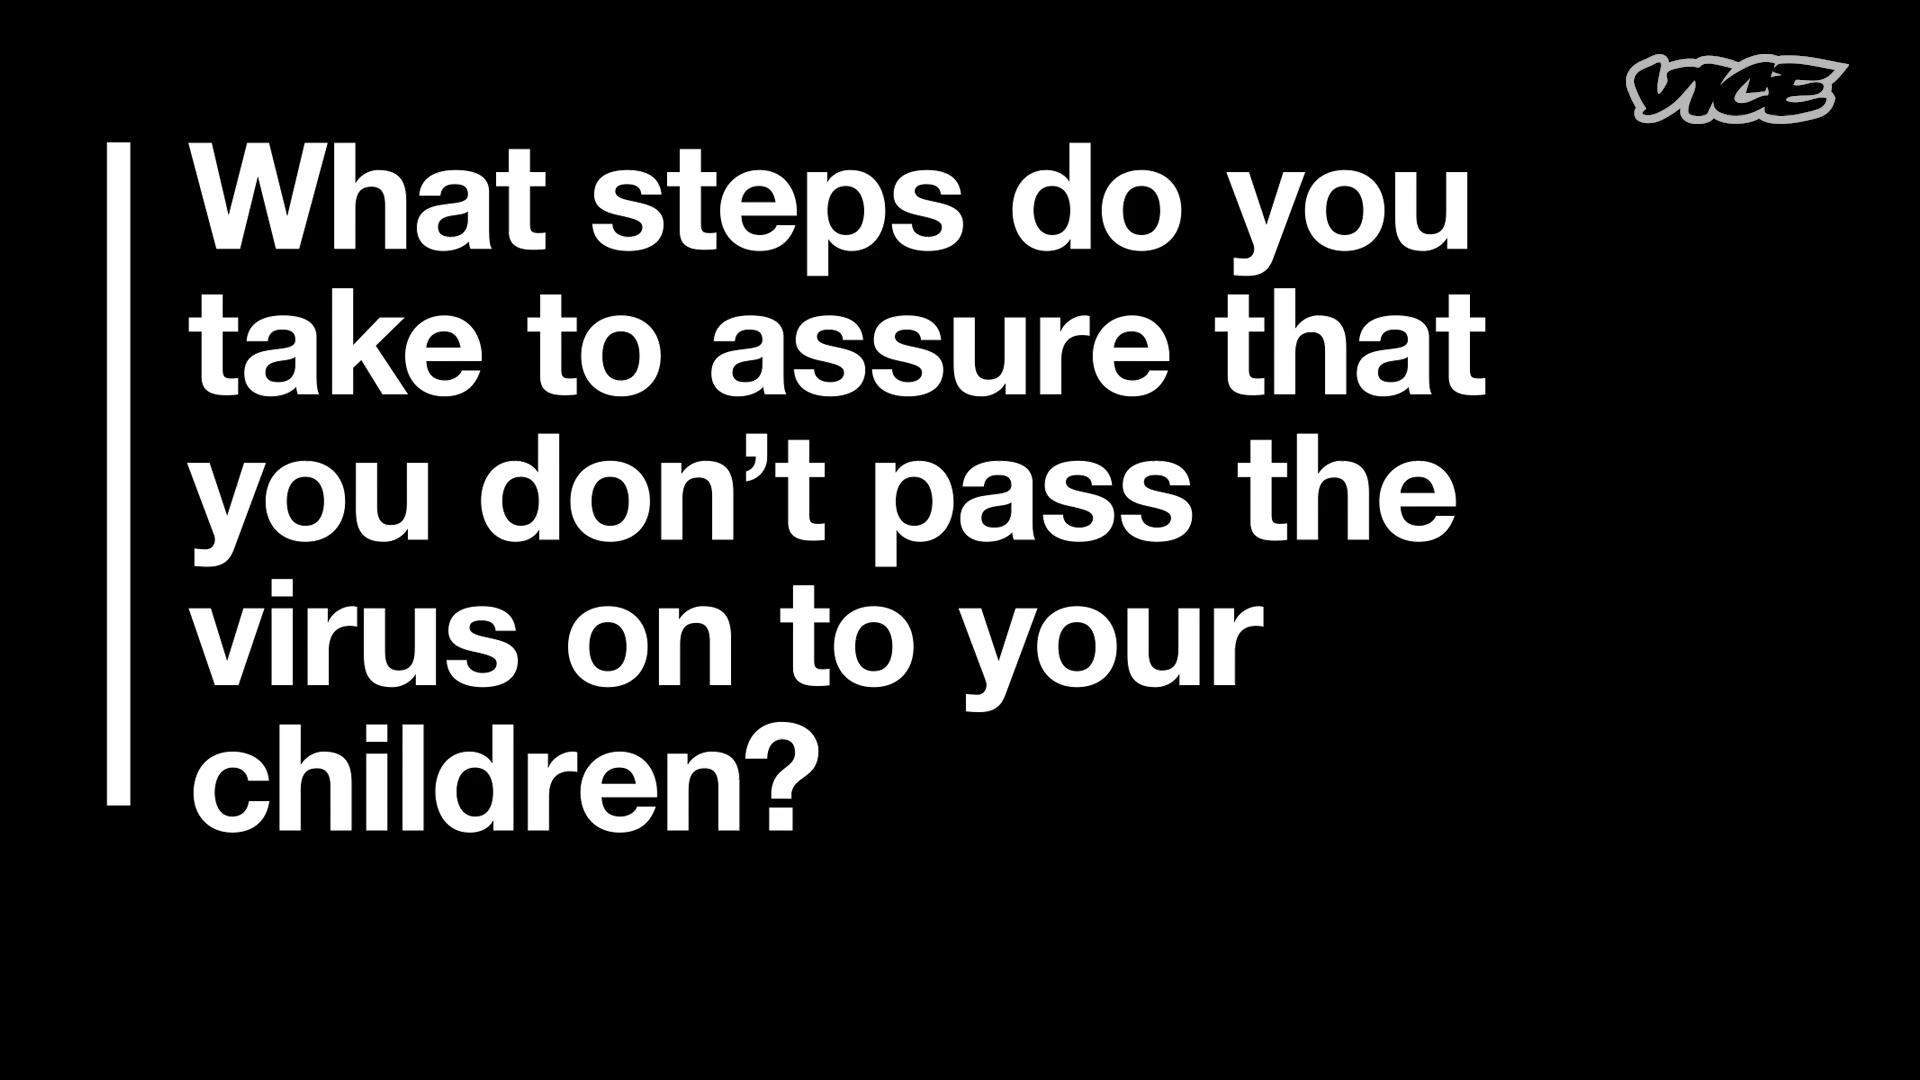 VICE
What steps do you
take to assure that
you don’t pass the
virus on to your
children?